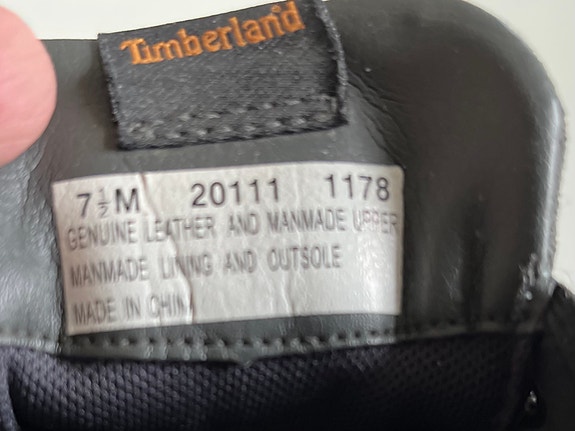 Timberland
7½M 20111 1178
GENUINE LEATHER AND MANMADE UPPER
MANMADE LINING AND OUTSOLE
MADE IN CHINA